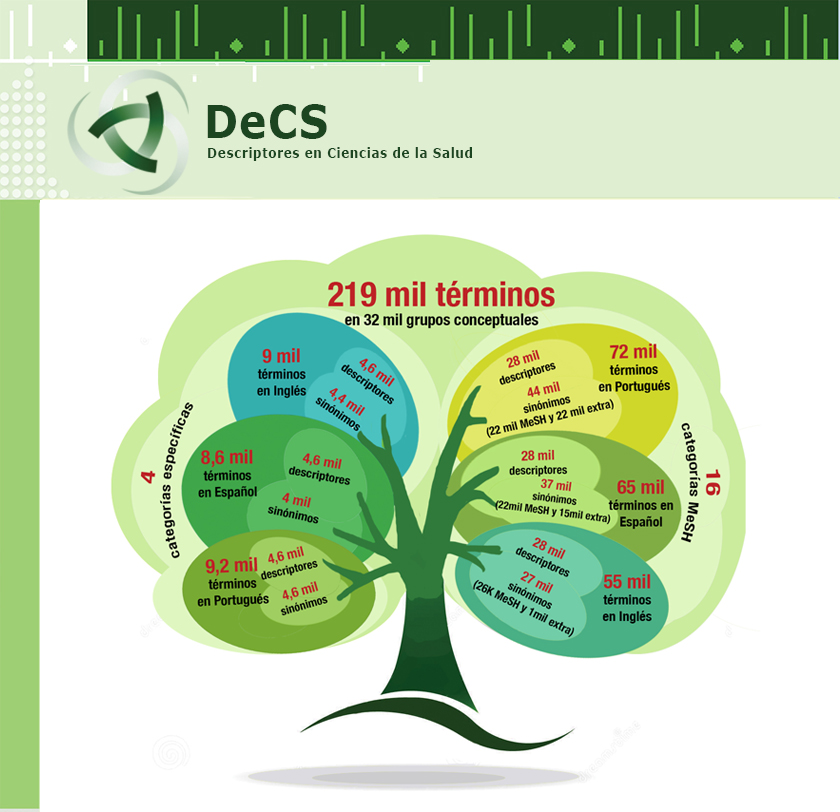 DeCS
Descriptores en Ciencias de la Salud
219 mil términos
en 32 mil grupos conceptuales
4
categorías específicas
9 mil
términos
en Inglés
4,6 mil
descriptores
4,4 mil
sinónimos
8,6 mil
términos
en Español
4,6 mil
descriptores
4 mil
sinónimos
9,2 mil
términos
en Portugués
4,6 mil
descriptores
4,6 mil
sinónimos
28 mil
descriptores
44 mil
sinónimos
(22 mil MeSH y 22 mil extra)
72 mil
términos
en Portugués
28 mil
descriptores
37 mil
sinónimos
(22mil MeSH y 15mil extra)
65 mil
términos en
Español
28 mil
descriptores
27 mil
sinónimos
(26K MeSH y 1mil extra)
55 mil
términos
en Inglés
16
categorías MeSH